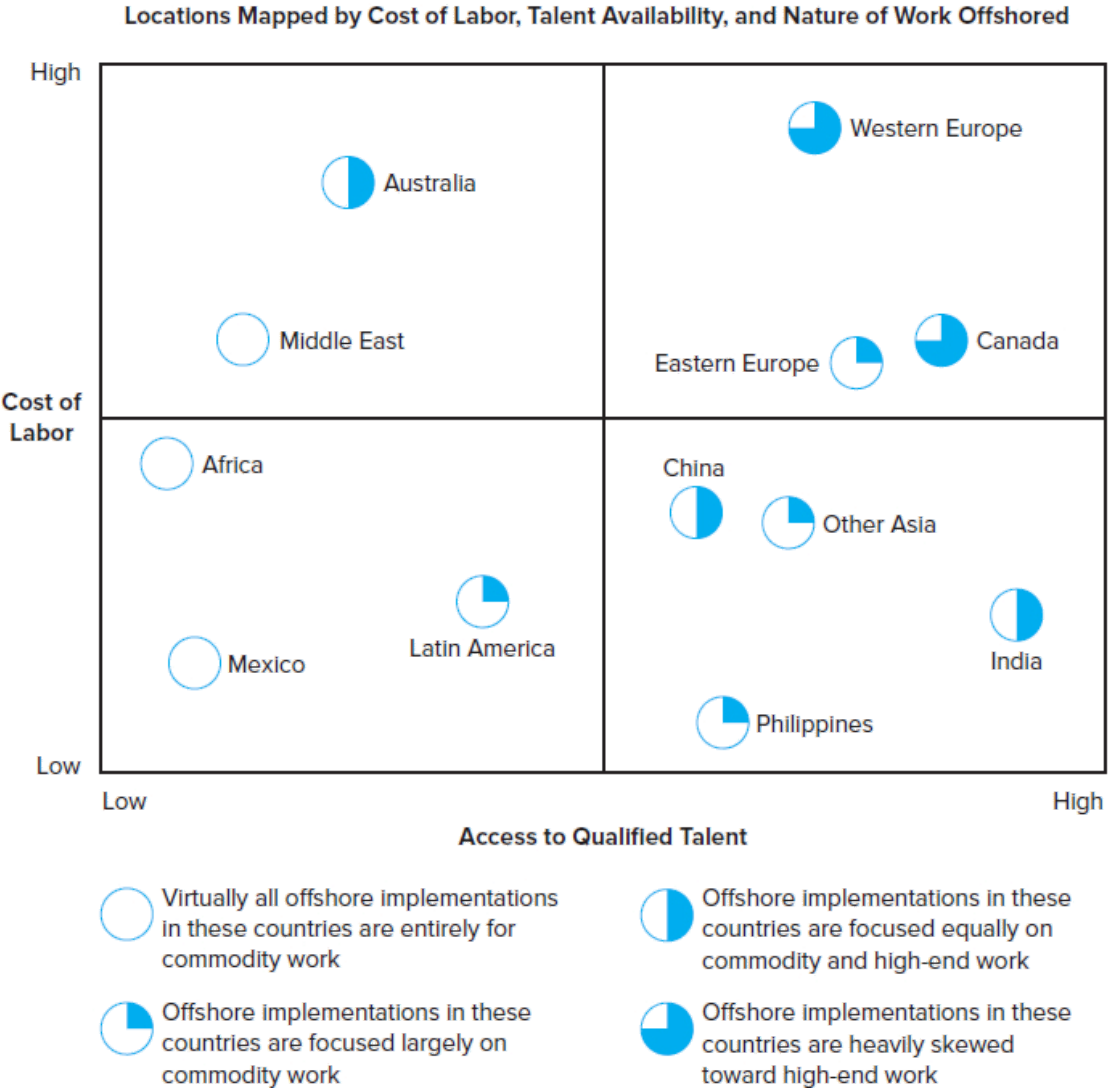 Locations Mapped by Cost of Labor, Talent Availability, and Nature of Work Offshored
High
Western Europe
Australia
Middle East
Canada
Eastern Europe
Cost of
Labor
Africa
China
Other Asia
Latin America
Mexico
India
Philippines
Low
Low
High
Access to Qualified Talent
Virtually all offshore implementations
in these countries are entirely for
commodity work
Offshore implementations in these
countries are focused equally on
commodity and high-end work
Offshore implementations in these
countries are focused largely on
commodity work
Offshore implementations in these
countries are heavily skewed
toward high-end work